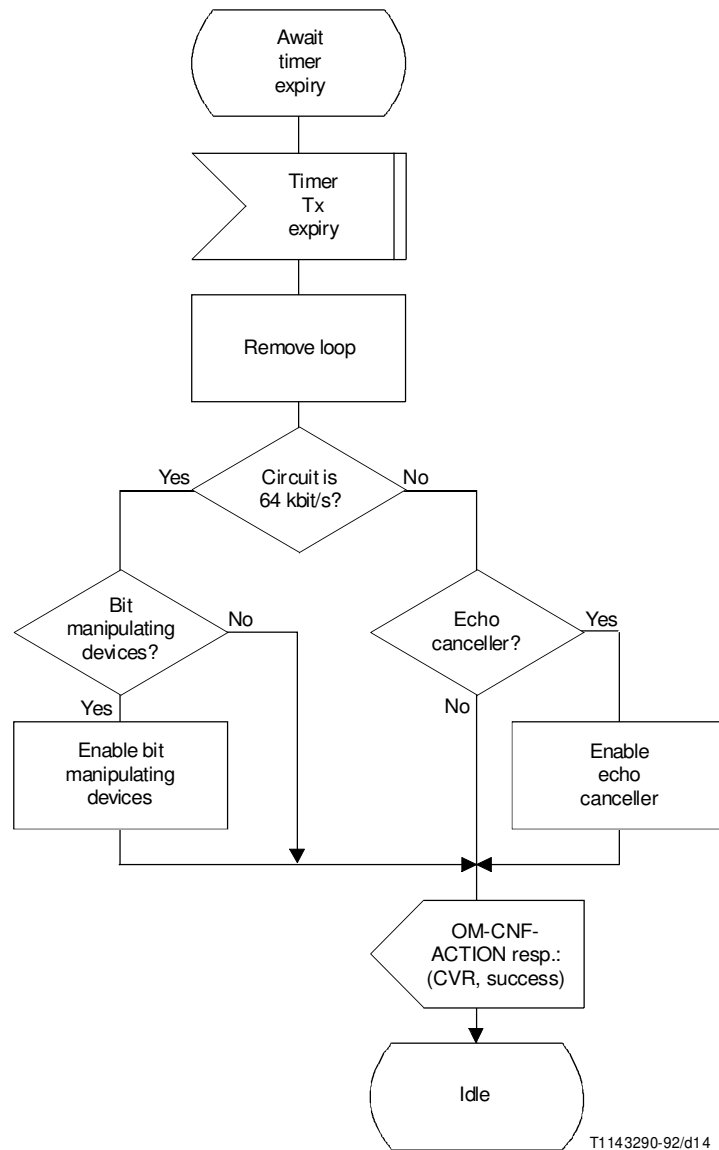 Await
timer
expiry
Timer
Tx
expiry
Remove loop
Yes
Circuit is
64 kbit/s?
No
Bit
manipulating
devices?
No
Echo
canceller?
Yes
Yes
No
Enable bit
manipulating
devices
Enable
echo
canceller
OM-CNF-
ACTION resp.:
(CVR, success)
Idle
T1143290-92/d14